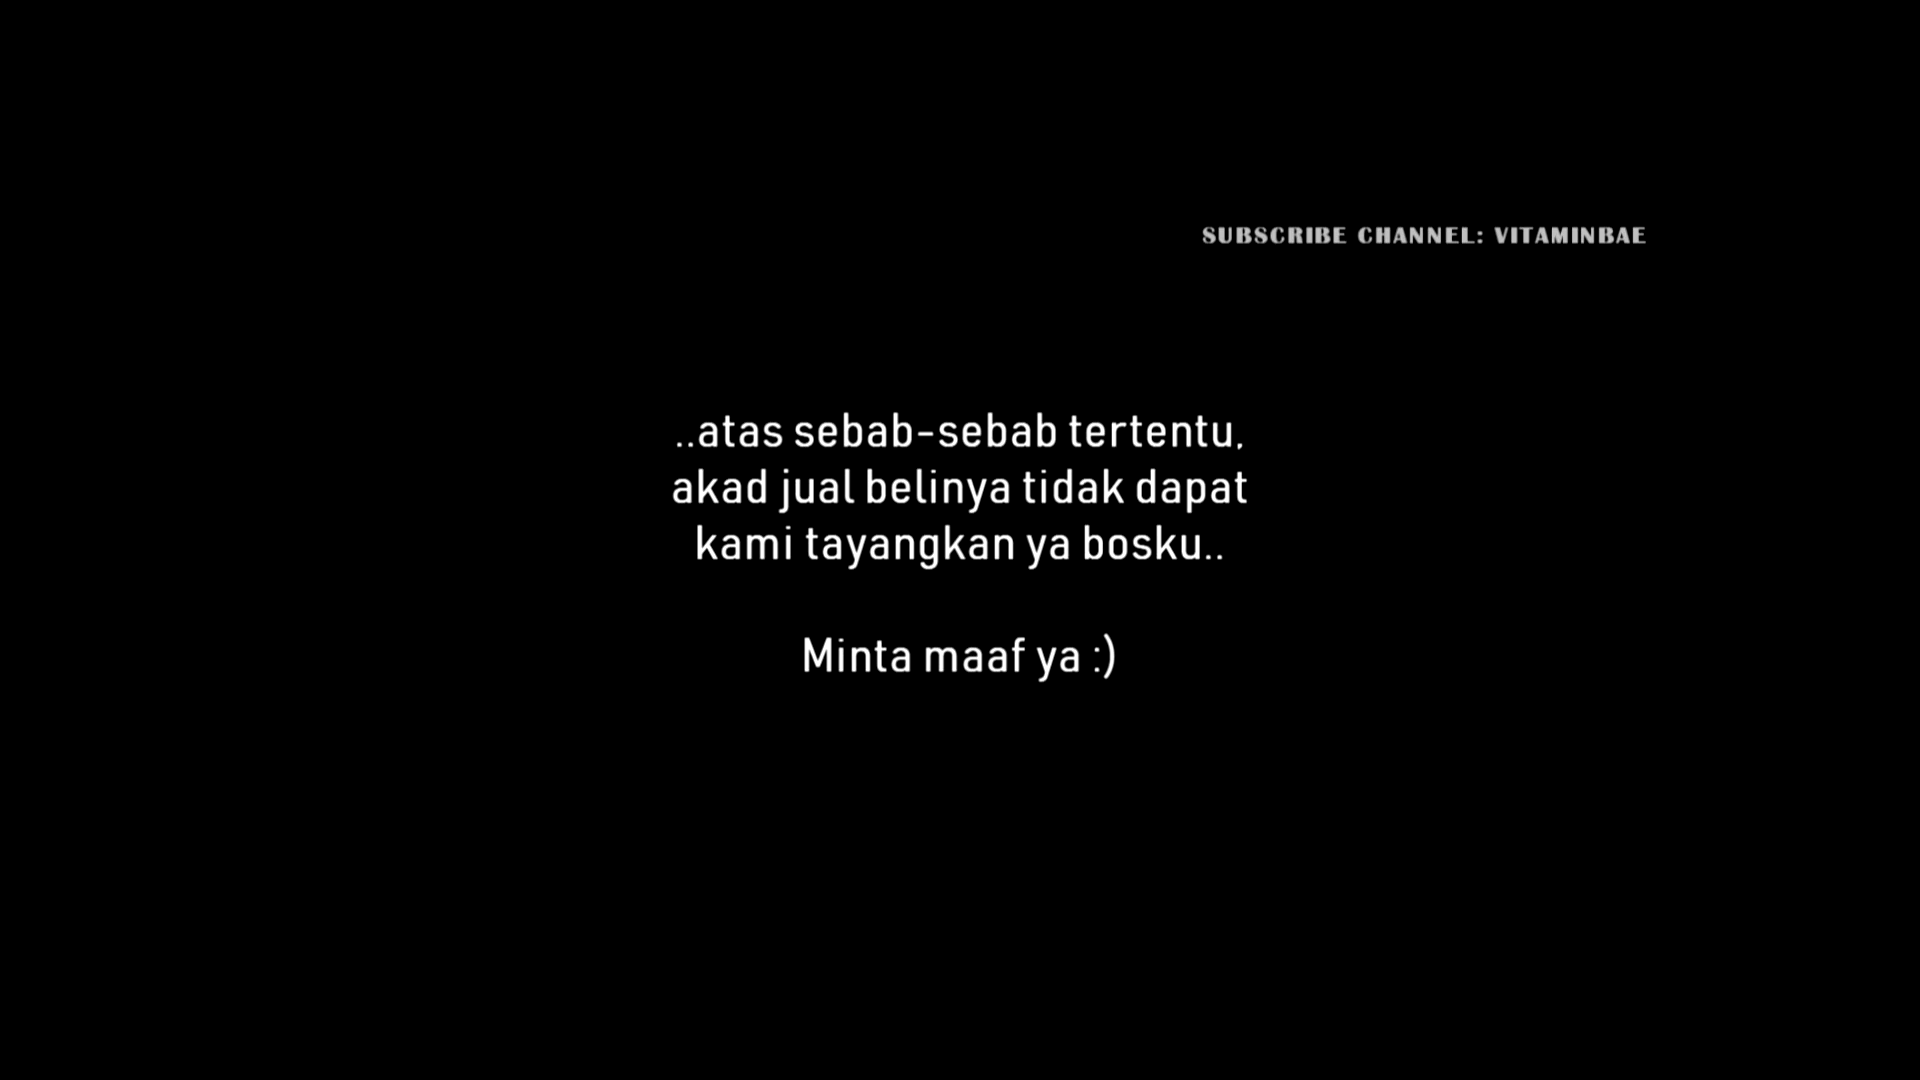 SUBSCRIBE CHANNEL: VITAMINBAE
..atas sebab-sebab tertentu,
akad jual belinya tidak dapat
kami tayangkan ya bosku..
Minta maaf ya :)